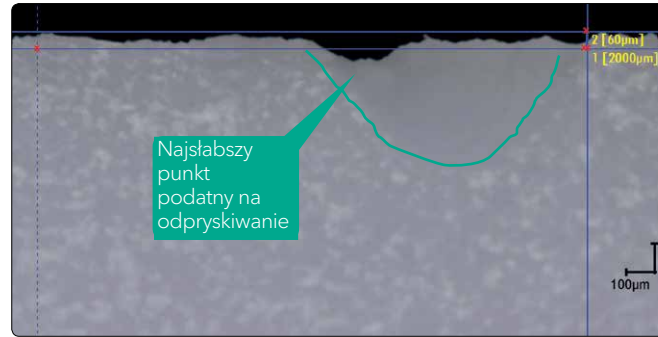 2 [60µm]
1 [2000µm]
Najsłabszy
punkt
podatny na
odpryskiwanie
100µm